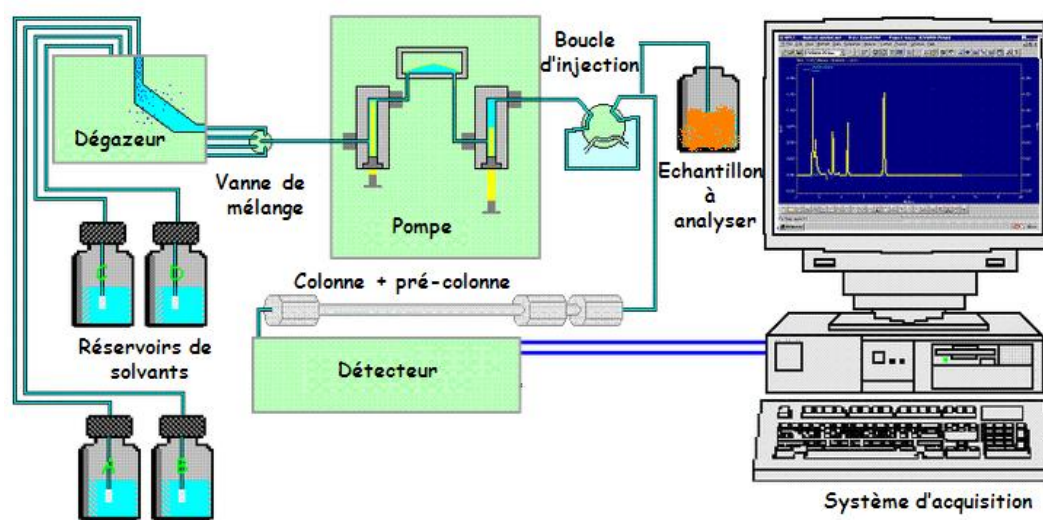 Boucle
d'injection
Dégazeur
Vanne de
mélange
Pompe
Echantillon
à
analyser
Colonne + pré-colonne
C
D
Réservoirs de
solvants
Détecteur
A
B
Système d'acquisition